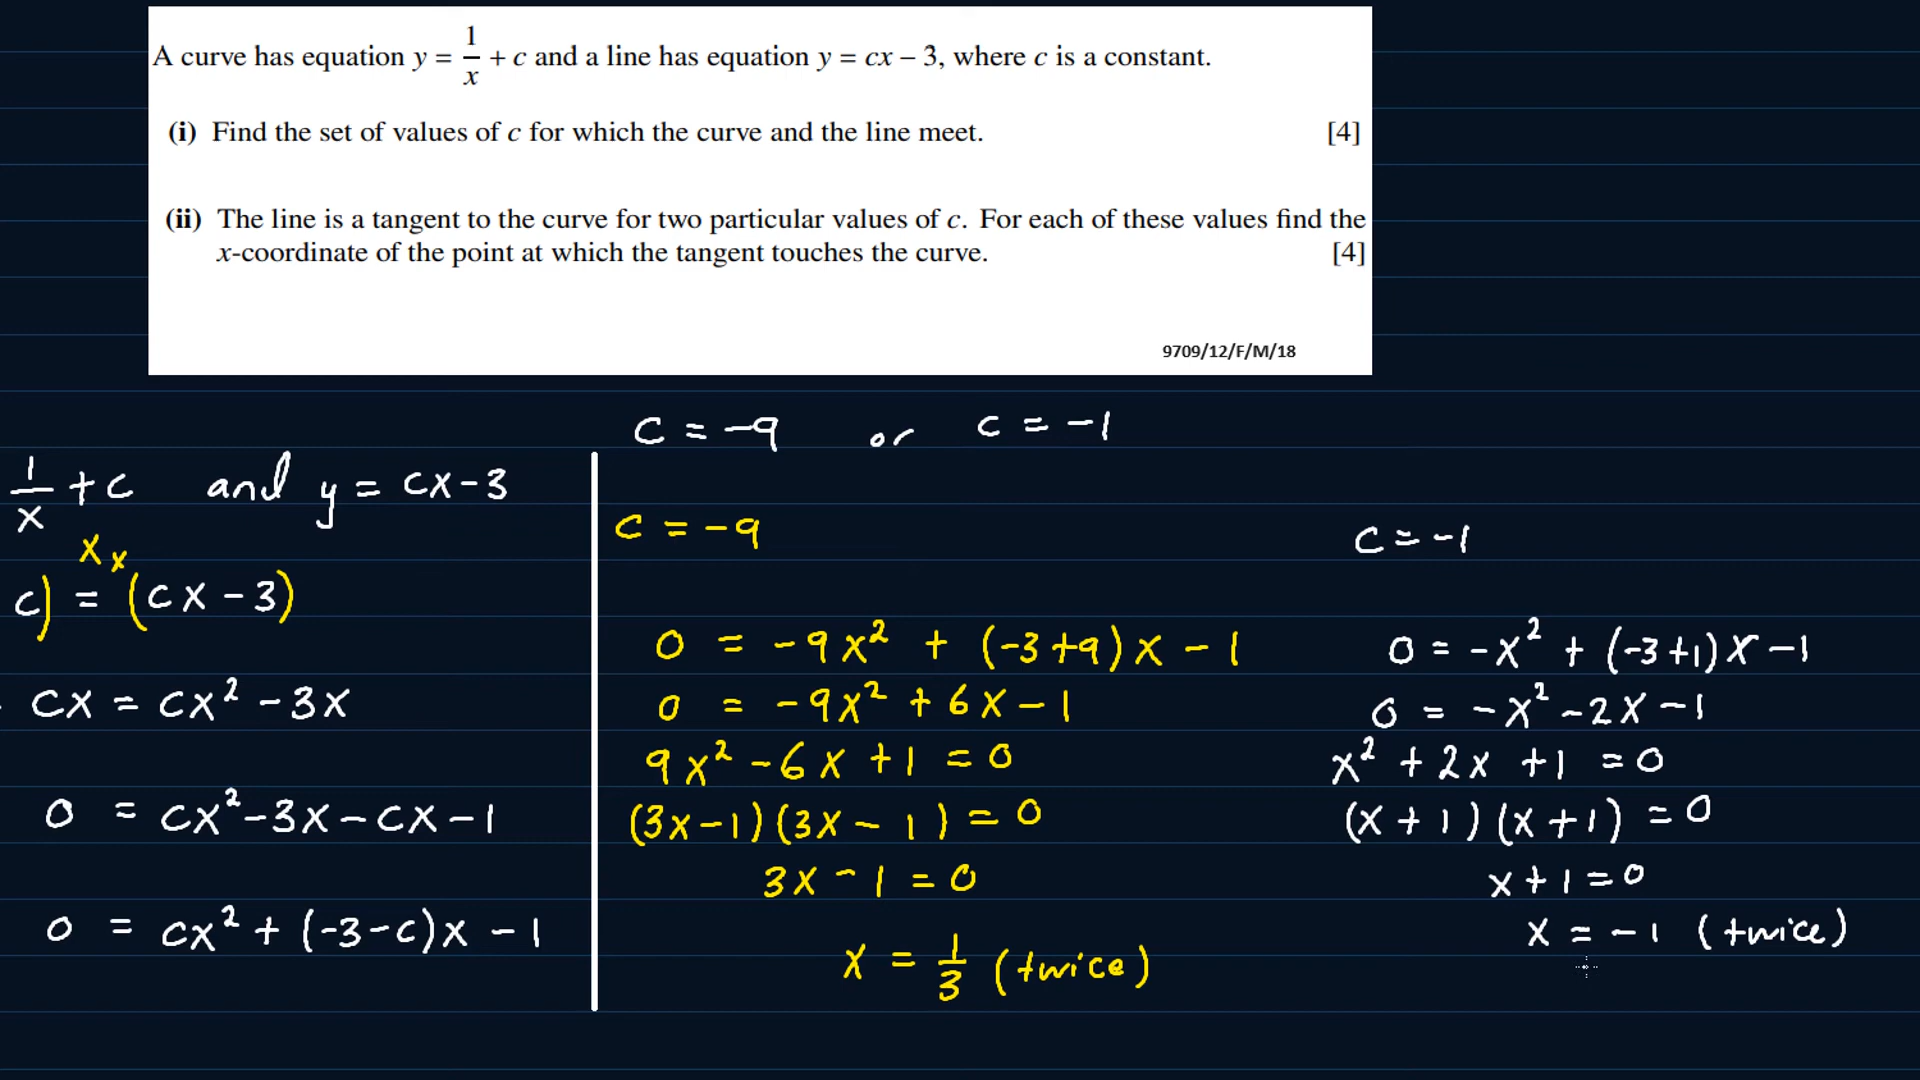 A curve has equation y = 1/x + c and a line has equation y = cx – 3, where c is a constant.
(i) Find the set of values of c for which the curve and the line meet. [4]
(ii) The line is a tangent to the curve for two particular values of c. For each of these values find the
x-coordinate of the point at which the tangent touches the curve. [4]
9709/12/F/M/18
1/x + c and y = cx - 3
x x
c) = (cx - 3)
cx = cx² - 3x
0 = cx² - 3x - cx - 1
0 = cx² + (-3 - c)x - 1
c = -9 or c = -1
c = -9
0 = -9x² + (-3 + 9)x - 1
0 = -9x² + 6x - 1
9x² - 6x + 1 = 0
(3x - 1)(3x - 1) = 0
3x - 1 = 0
x = 1/3 (twice)
c = -1
0 = -x² + (-3 + 1)x - 1
0 = -x² - 2x - 1
x² + 2x + 1 = 0
(x + 1)(x + 1) = 0
x + 1 = 0
x = -1 (twice)